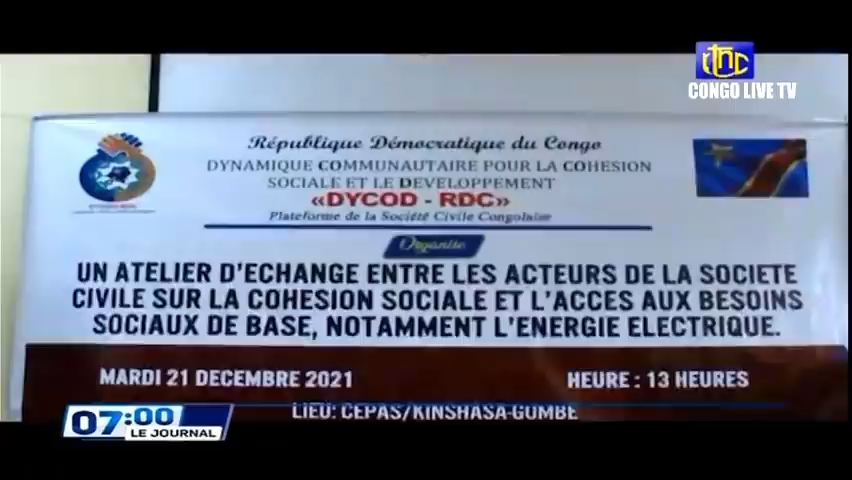 rtnc
CONGO LIVE TV
République Démocratique du Congo
DYNAMIQUE COMMUNAUTAIRE POUR LA COHESION
SOCIALE ET LE DEVELOPPEMENT
«DYCOD - RDC»
Plateforme de la Société Civile Congolaise
Organise
UN ATELIER D'ECHANGE ENTRE LES ACTEURS DE LA SOCIETE
CIVILE SUR LA COHESION SOCIALE ET L'ACCES AUX BESOINS
SOCIAUX DE BASE, NOTAMMENT L'ENERGIE ELECTRIQUE.
MARDI 21 DECEMBRE 2021
HEURE : 13 HEURES
LIEU: CEPAS/KINSHASA-GOMBE
07:00
LE JOURNAL